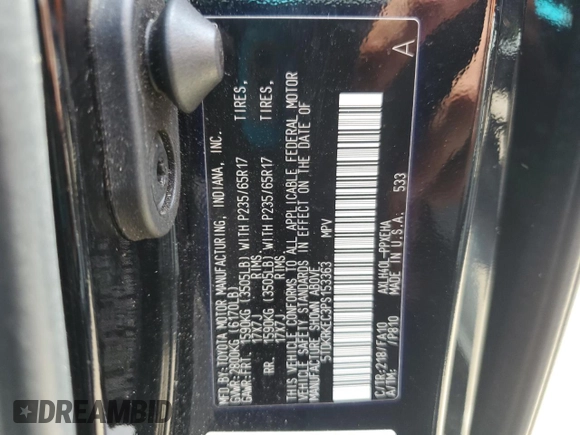 MFD. BY: TOYOTA MOTOR MANUFACTURING, INDIANA, INC.
GVWR: 2800KG (6170LB)
GAWR: FRT. 1590KG (3505LB) WITH P235/65R17 TIRES,
17X7J RIMS
RR. 1590KG (3505LB) WITH P235/65R17 TIRES,
17X7J RIMS
THIS VEHICLE CONFORMS TO ALL APPLICABLE FEDERAL MOTOR
VEHICLE SAFETY STANDARDS IN EFFECT ON THE DATE OF
MANUFACTURE SHOWN ABOVE.
5TDKRKEC3PS153363 MPV
C/TR: 218/FA10 AXLH40L-PPXEHA
A/TM: /P810 MADE IN U.S.A. 533
A
DREAMBID